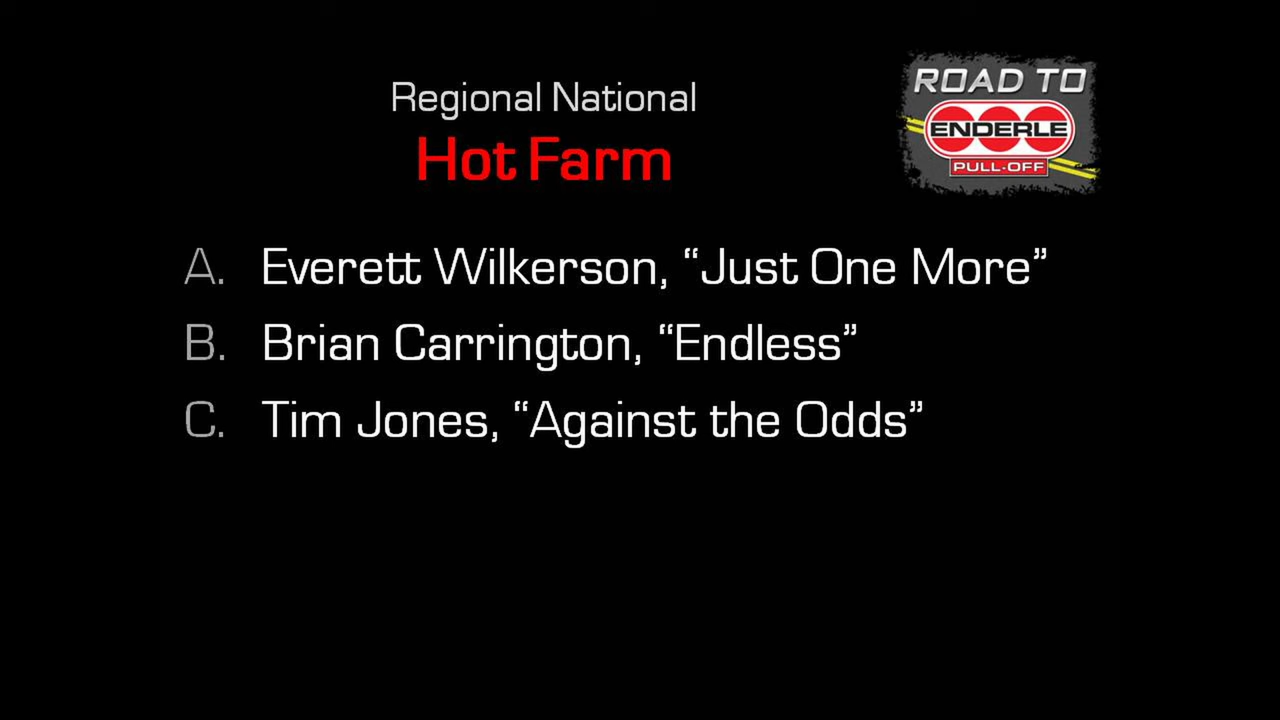 Regional National
Hot Farm
ROAD TO
ENDERLE
PULL-OFF
A. Everett Wilkerson, “Just One More”
B. Brian Carrington, “Endless”
C. Tim Jones, “Against the Odds”